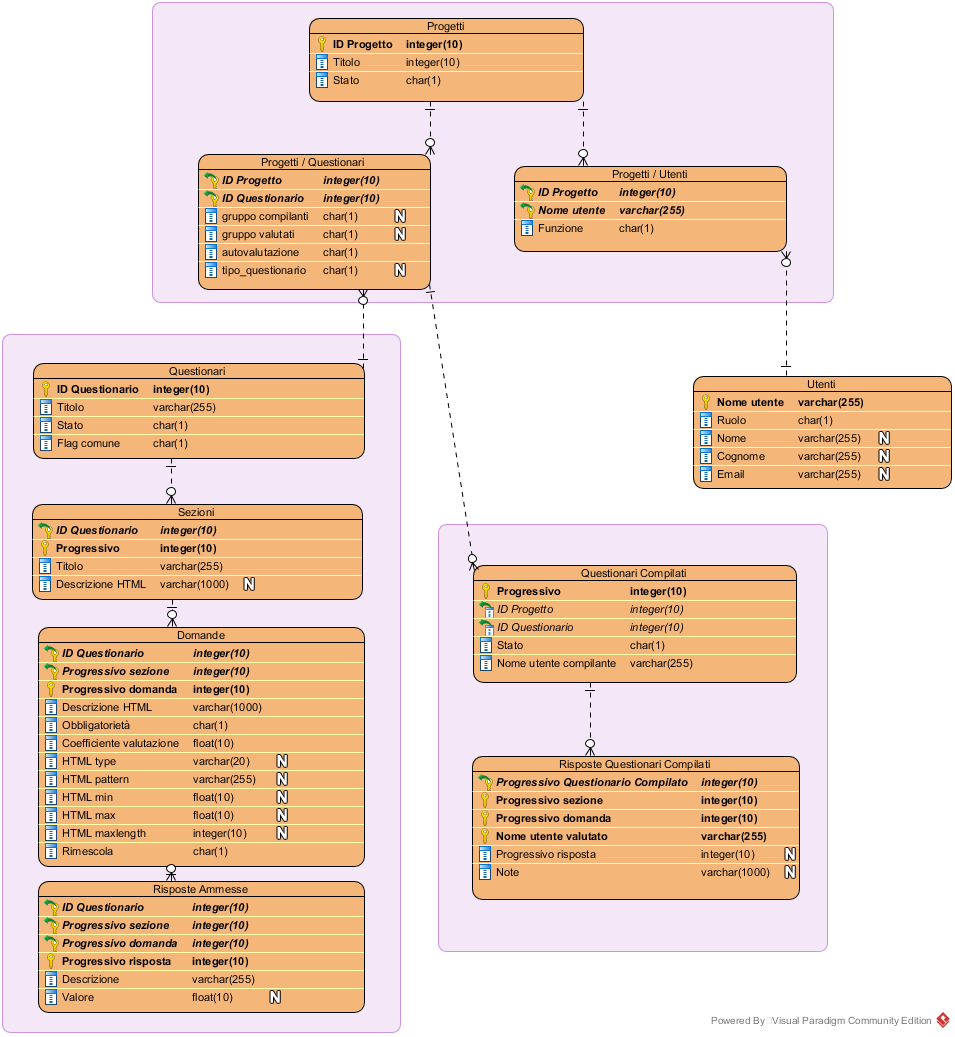 Progetti
ID Progetto integer(10)
Titolo integer(10)
Stato char(1)
Progetti / Questionari
ID Progetto integer(10)
ID Questionario integer(10)
gruppo compilanti char(1) N
gruppo valutati char(1) N
autovalutazione char(1)
tipo_questionario char(1) N
Progetti / Utenti
ID Progetto integer(10)
Nome utente varchar(255)
Funzione char(1)
Questionari
ID Questionario integer(10)
Titolo varchar(255)
Stato char(1)
Flag comune char(1)
Utenti
Nome utente varchar(255)
Ruolo char(1)
Nome varchar(255) N
Cognome varchar(255) N
Email varchar(255) N
Sezioni
ID Questionario integer(10)
Progressivo integer(10)
Titolo varchar(255)
Descrizione HTML varchar(1000) N
Domande
ID Questionario integer(10)
Progressivo sezione integer(10)
Progressivo domanda integer(10)
Descrizione HTML varchar(1000)
Obbligatorietà char(1)
Coefficiente valutazione float(10)
HTML type varchar(20) N
HTML pattern varchar(255) N
HTML min float(10) N
HTML max float(10) N
HTML maxlength integer(10) N
Rimescola char(1)
Risposte Ammesse
ID Questionario integer(10)
Progressivo sezione integer(10)
Progressivo domanda integer(10)
Progressivo risposta integer(10)
Descrizione varchar(255)
Valore float(10) N
Questionari Compilati
Progressivo integer(10)
ID Progetto integer(10)
ID Questionario integer(10)
Stato char(1)
Nome utente compilante varchar(255)
Risposte Questionari Compilati
Progressivo Questionario Compilato integer(10)
Progressivo sezione integer(10)
Progressivo domanda integer(10)
Nome utente valutato varchar(255)
Progressivo risposta integer(10) N
Note varchar(1000) N
Powered By Visual Paradigm Community Edition